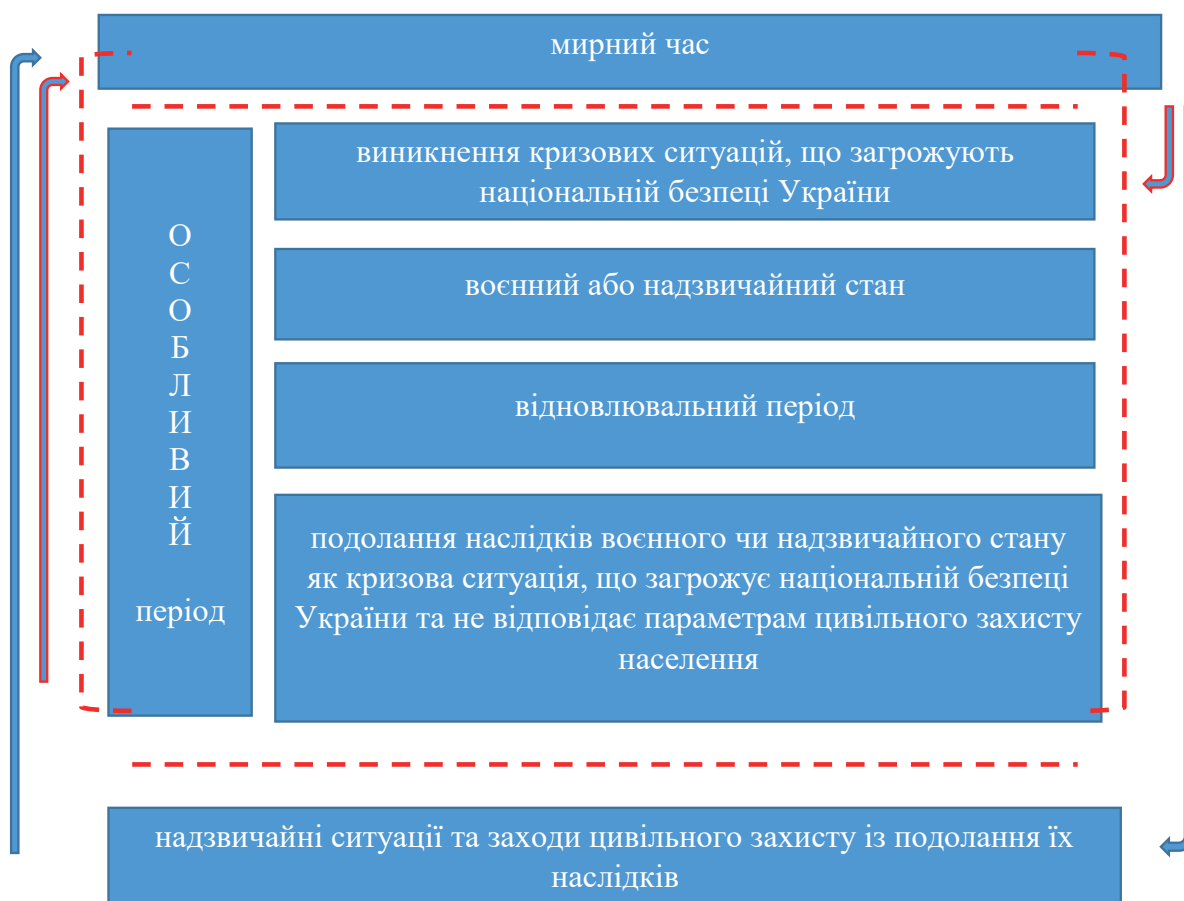 мирний час
виникнення кризових ситуацій, що загрожують
національній безпеці України
О
С
О
Б
Л
И
В
И
Й
період
воєнний або надзвичайний стан
відновлювальний період
подолання наслідків воєнного чи надзвичайного стану
як кризова ситуація, що загрожує національній безпеці
України та не відповідає параметрам цивільного захисту
населення
надзвичайні ситуації та заходи цивільного захисту із подолання їх
наслідків